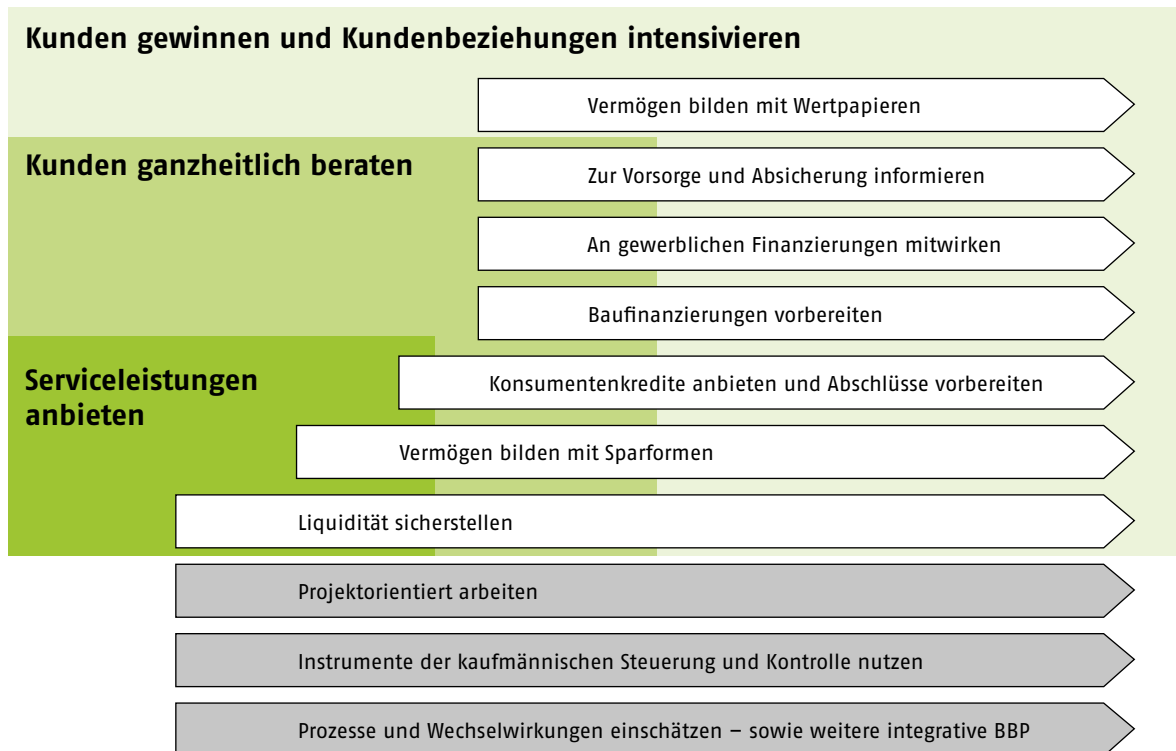 Kunden gewinnen und Kundenbeziehungen intensivieren
Vermögen bilden mit Wertpapieren
Kunden ganzheitlich beraten
Zur Vorsorge und Absicherung informieren
An gewerblichen Finanzierungen mitwirken
Baufinanzierungen vorbereiten
Serviceleistungen
anbieten
Konsumentenkredite anbieten und Abschlüsse vorbereiten
Vermögen bilden mit Sparformen
Liquidität sicherstellen
Projektorientiert arbeiten
Instrumente der kaufmännischen Steuerung und Kontrolle nutzen
Prozesse und Wechselwirkungen einschätzen – sowie weitere integrative BBP